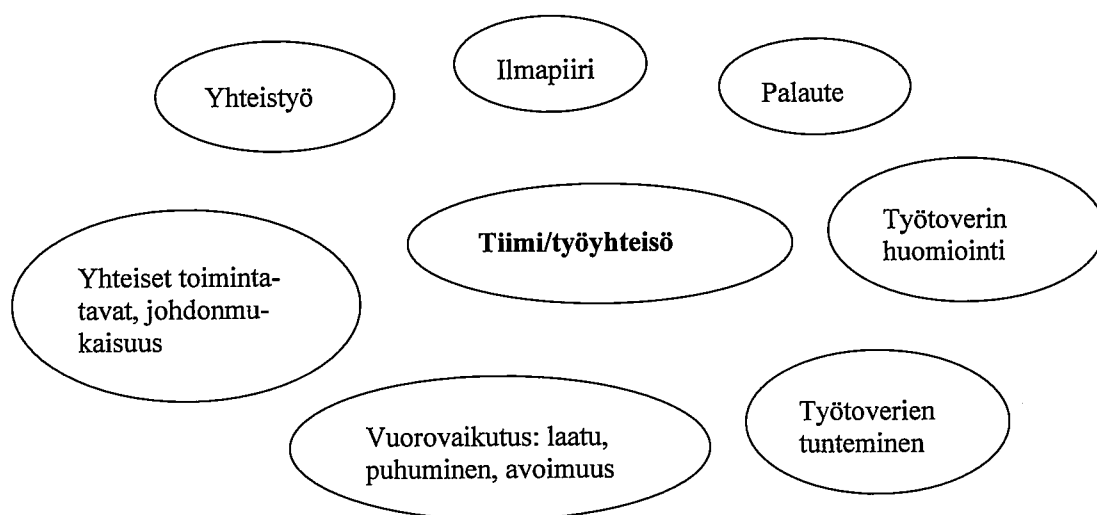 Ilmapiiri
Yhteistyö
Palaute
Tiimi/työyhteisö
Työtoverin
huomiointi
Yhteiset toiminta-
tavat, johdonmu-
kaisuus
Vuorovaikutus: laatu,
puhuminen, avoimuus
Työtoverien
tunteminen